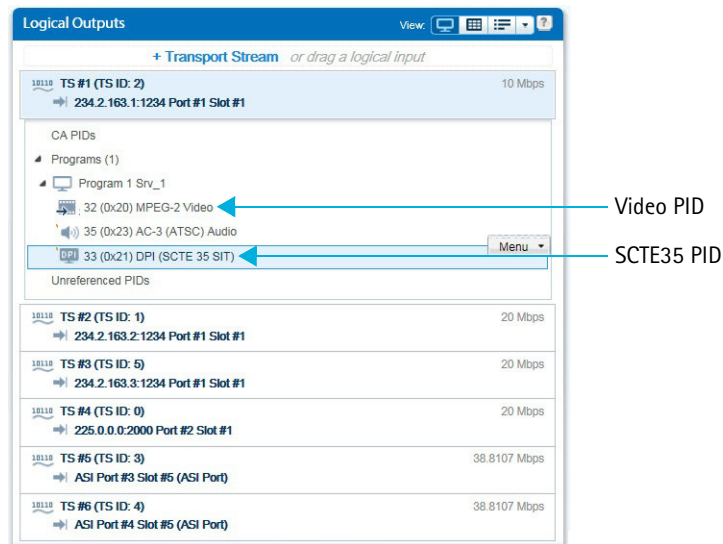 Logical Outputs View: ?
+ Transport Stream or drag a logical input
10110 TS #1 (TS ID: 2) 10 Mbps
234.2.163.1:1234 Port #1 Slot #1
CA PIDs
Programs (1)
Program 1 Srv_1
32 (0x20) MPEG-2 Video Video PID
35 (0x23) AC-3 (ATSC) Audio
Menu
DPI 33 (0x21) DPI (SCTE 35 SIT) SCTE35 PID
Unreferenced PIDs
10110 TS #2 (TS ID: 1) 20 Mbps
234.2.163.2:1234 Port #1 Slot #1
10110 TS #3 (TS ID: 5) 20 Mbps
234.2.163.3:1234 Port #1 Slot #1
10110 TS #4 (TS ID: 0) 20 Mbps
225.0.0.0:2000 Port #2 Slot #1
10110 TS #5 (TS ID: 3) 38.8107 Mbps
ASI Port #3 Slot #5 (ASI Port)
10110 TS #6 (TS ID: 4) 38.8107 Mbps
ASI Port #4 Slot #5 (ASI Port)